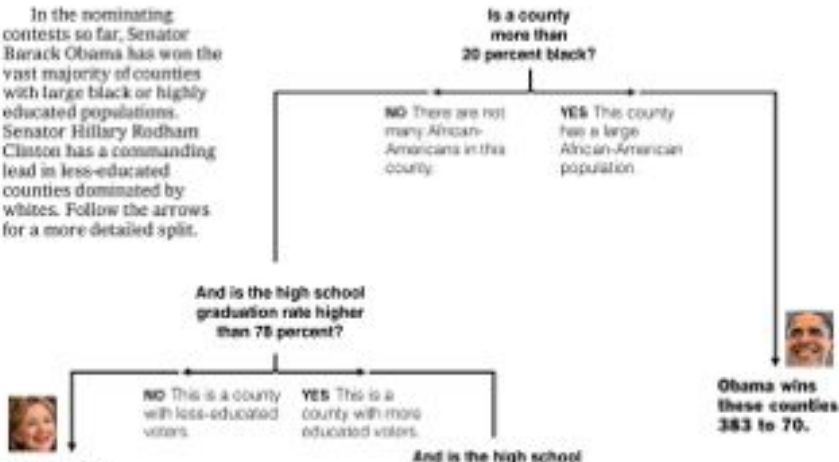 In the nominating
contests so far, Senator
Barack Obama has won the
vast majority of counties
with large black or highly
educated populations.
Senator Hillary Rodham
Clinton has a commanding
lead in less-educated
counties dominated by
whites. Follow the arrows
for a more detailed split.
Is a county
more than
20 percent black?
NO There are not
many African-
Americans in this
county.
YES This county
has a large
African-American
population.
And is the high school
graduation rate higher
than 78 percent?
NO This is a county
with less-educated
voters.
YES This is a
county with more
educated voters.
Obama wins
these counties
383 to 70.
And is the high school